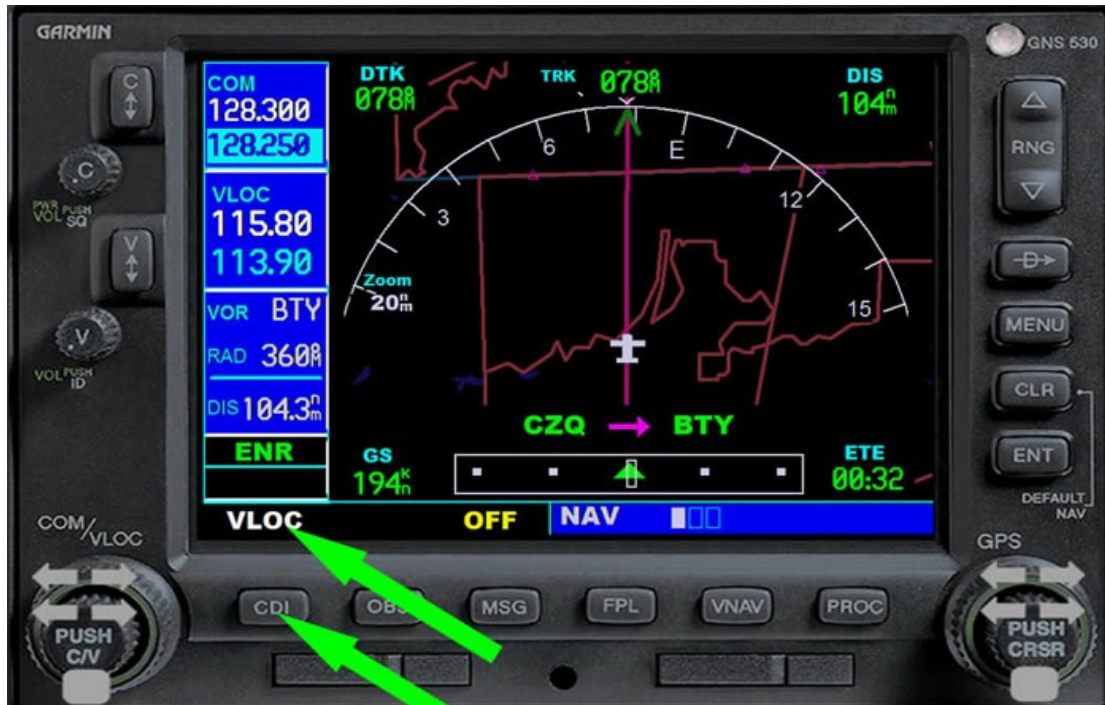 GARMIN
GNS 530
C
COM
128.300
128.250
DTK
078°M
TRK
078°M
DIS
104nm
RNG
C
PWR
VOL
PUSH
SQ
VLOC
115.80
113.90
V
3
6
E
12
15
Zoom
20nm
D
VOR BTY
RAD 360°M
DIS 104.3nm
MENU
V
VOL
PUSH
ID
CLR
CZQ → BTY
ENR
GS
194kn
ETE
00:32
ENT
DEFAULT
NAV
VLOC
OFF
NAV
COM/VLOC
GPS
CDI
OBS
MSG
FPL
VNAV
PROC
PUSH
C/V
PUSH
CRSR